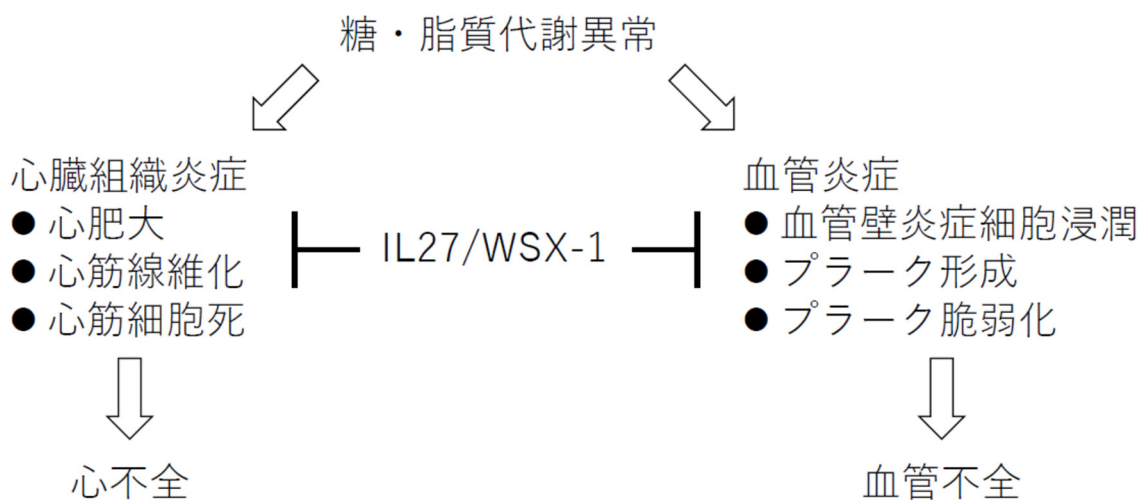 糖・脂質代謝異常
心臓組織炎症
● 心肥大
● 心筋線維化
● 心筋細胞死
IL27/WSX-1
血管炎症
● 血管壁炎症細胞浸潤
● プラーク形成
● プラーク脆弱化
心不全
血管不全